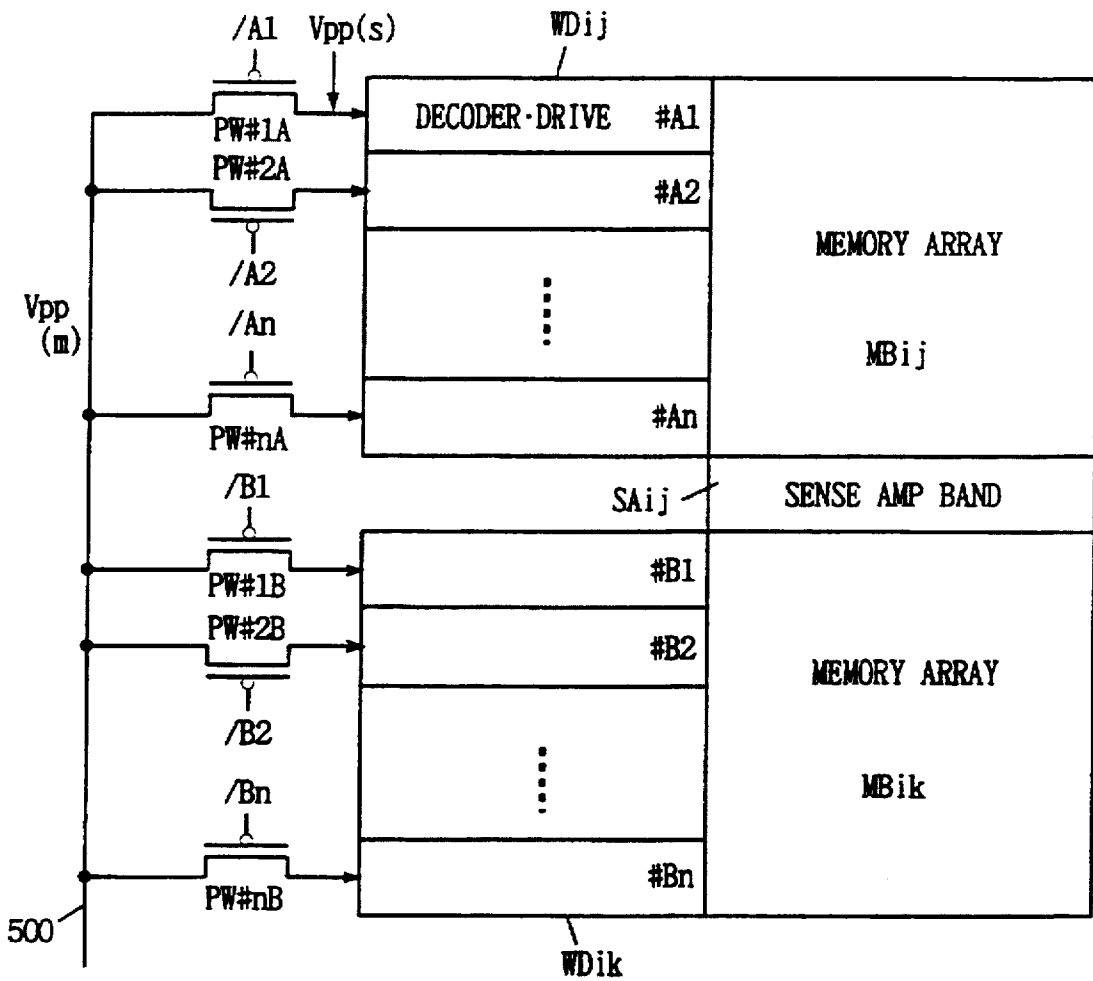 /A1 Vpp(s) WDij
DECODER·DRIVE #A1
PW#1A
PW#2A
#A2
/A2
MEMORY ARRAY
MBij
Vpp
(m)
/An
#An
PW#nA
/B1
SAij
SENSE AMP BAND
#B1
PW#1B
PW#2B
#B2
/B2
MEMORY ARRAY
MBik
/Bn
#Bn
PW#nB
500
WDik